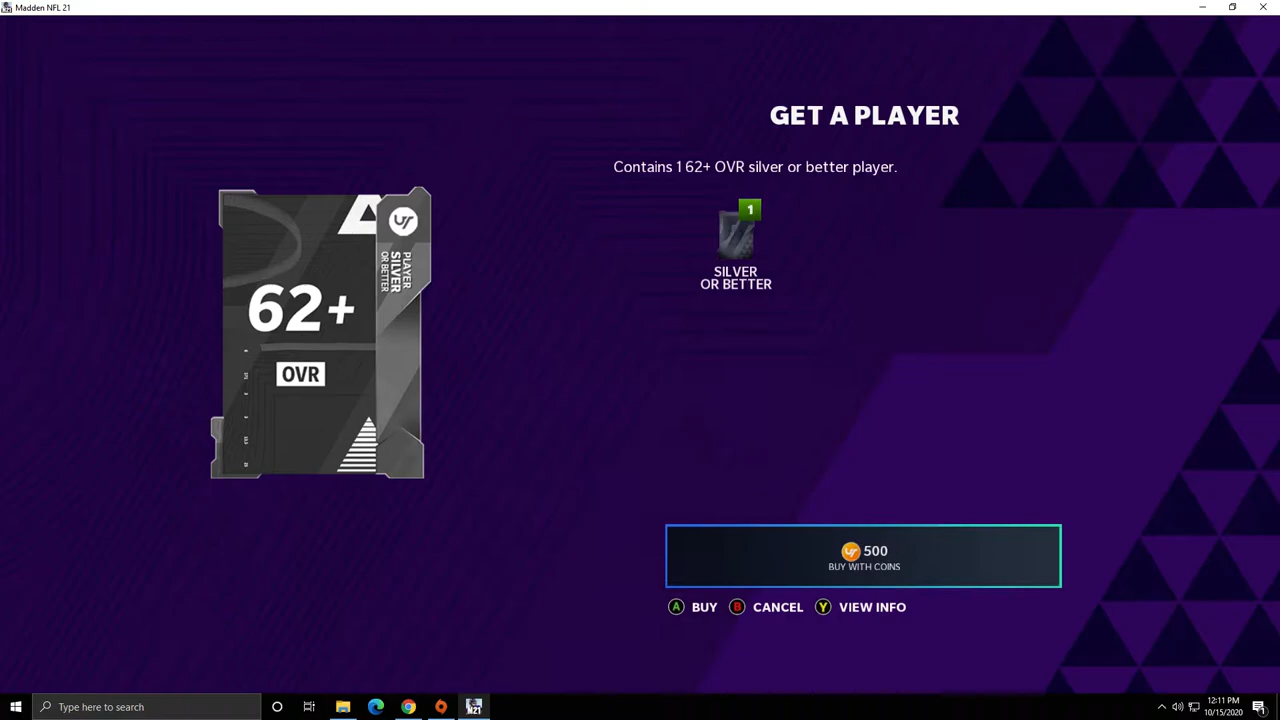 Madden NFL 21
GET A PLAYER
Contains 1 62+ OVR silver or better player.
1
SILVER
OR BETTER
PLAYER
SILVER
OR BETTER
62+
OVR
500
BUY WITH COINS
A BUY B CANCEL Y VIEW INFO
Type here to search
M21
12:11 PM
10/15/2020
1